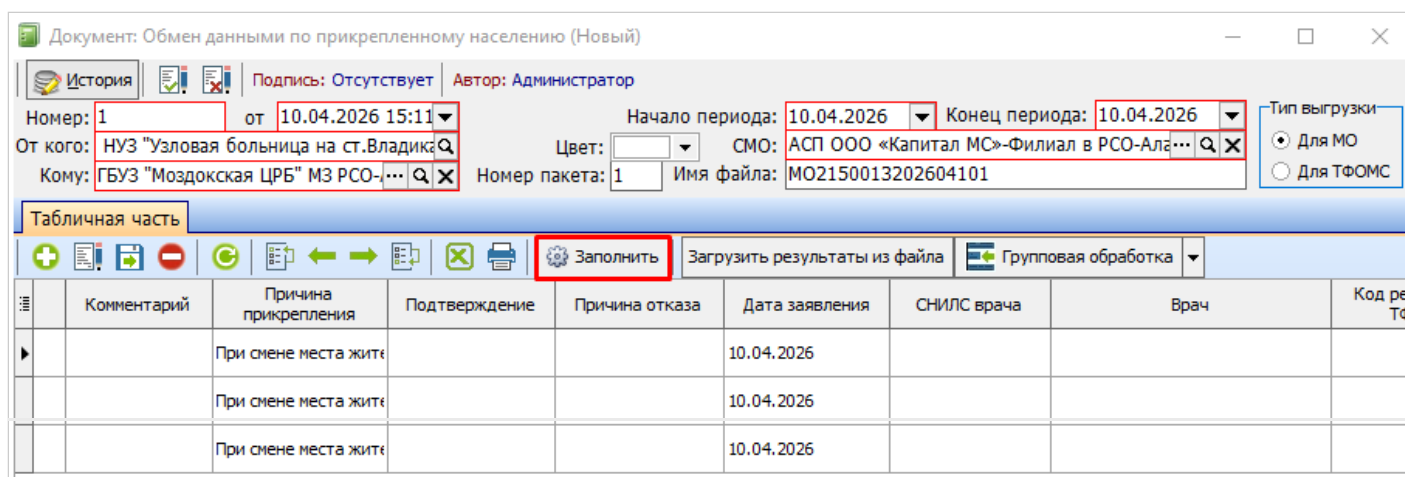 Документ: Обмен данными по прикрепленному населению (Новый)
История Подпись: Отсутствует Автор: Администратор
Номер: 1 от 10.04.2026 15:11 Начало периода: 10.04.2026 Конец периода: 10.04.2026 Тип выгрузки
От кого: НУЗ "Узловая больница на ст.Владика Цвет: СМО: АСП ООО «Капитал МС»-Филиал в РСО-Ала Для МО
Кому: ГБУЗ "Моздокская ЦРБ" МЗ РСО- Номер пакета: 1 Имя файла: MO2150013202604101 Для ТФОМС
Табличная часть
Заполнить Загрузить результаты из файла Групповая обработка
Комментарий Причина прикрепления Подтверждение Причина отказа Дата заявления СНИЛС врача Врач Код ре
При смене места жите 10.04.2026
При смене места жите 10.04.2026
При смене места жите 10.04.2026